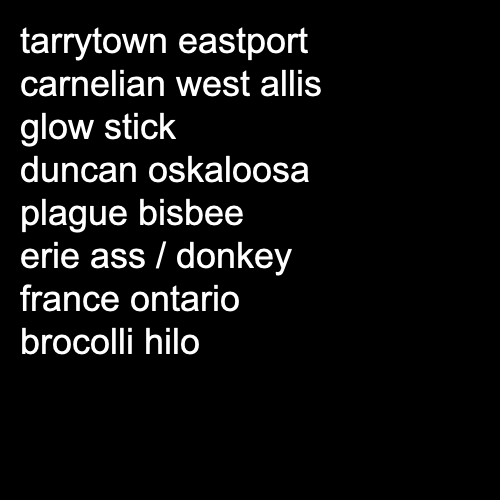 tarrytown eastport
carnelian west allis
glow stick
duncan oskaloosa
plague bisbee
erie ass / donkey
france ontario
brocolli hilo